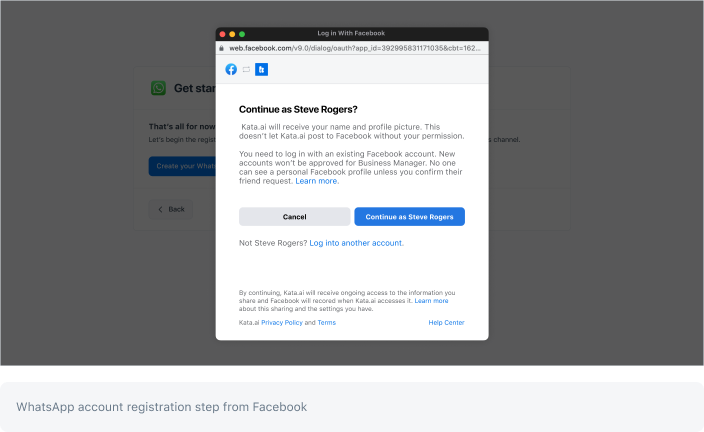 Log in With Facebook
web.facebook.com/v9.0/dialog/oauth?app_id=392995831171035&cbt=162...
Get star
Continue as Steve Rogers?
That's all for now
Kata.ai will receive your name and profile picture. This
doesn't let Kata.ai post to Facebook without your permission.
Let's begin the regis
s-channel.
You need to log in with an existing Facebook account. New
accounts won't be approved for Business Manager. No one
can see a personal Facebook profile unless you confirm their
friend request. Learn more.
Create your Whats
Back
Cancel
Continue as Steve Rogers
Not Steve Rogers? Log into another account.
By continuing, Kata.ai will receive ongoing access to the information you
share and Facebook will recored when Kata.ai accesses it. Learn more
about this sharing and the settings you have.
Kata.ai Privacy Policy and Terms
Help Center
WhatsApp account registration step from Facebook